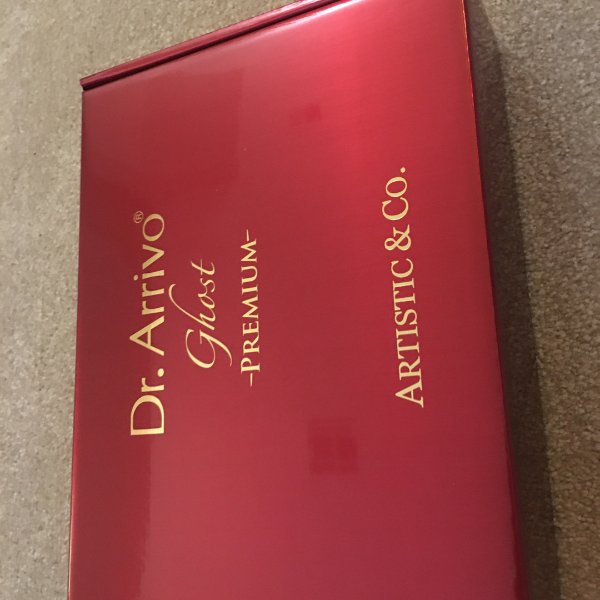 Dr. Arrivo®
Ghost
-PREMIUM-
ARTISTIC & CO.